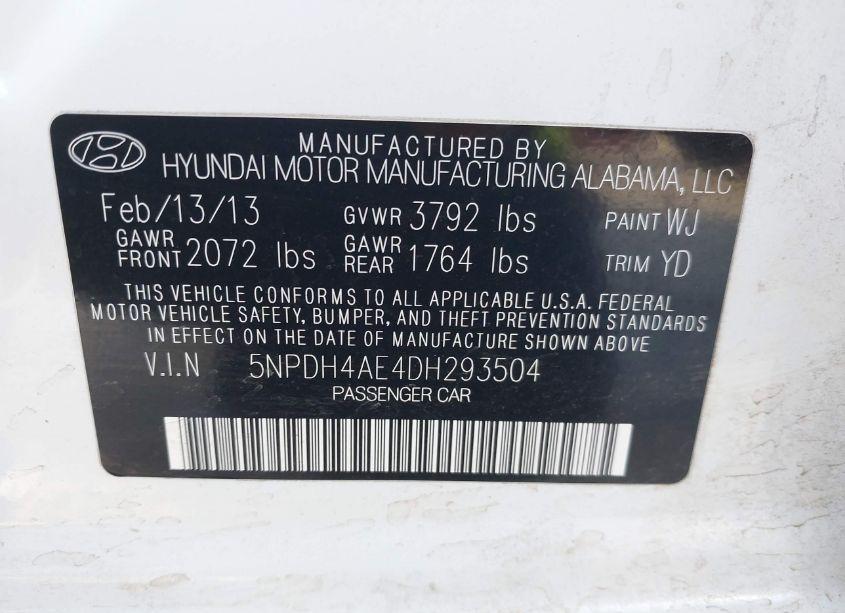 MANUFACTURED BY
HYUNDAI MOTOR MANUFACTURING ALABAMA, LLC
Feb/13/13 GVWR 3792 lbs PAINT WJ
GAWR FRONT 2072 lbs GAWR REAR 1764 lbs TRIM YD
THIS VEHICLE CONFORMS TO ALL APPLICABLE U.S.A. FEDERAL
MOTOR VEHICLE SAFETY, BUMPER, AND THEFT PREVENTION STANDARDS
IN EFFECT ON THE DATE OF MANUFACTURE SHOWN ABOVE
V.I.N 5NPDH4AE4DH293504
PASSENGER CAR